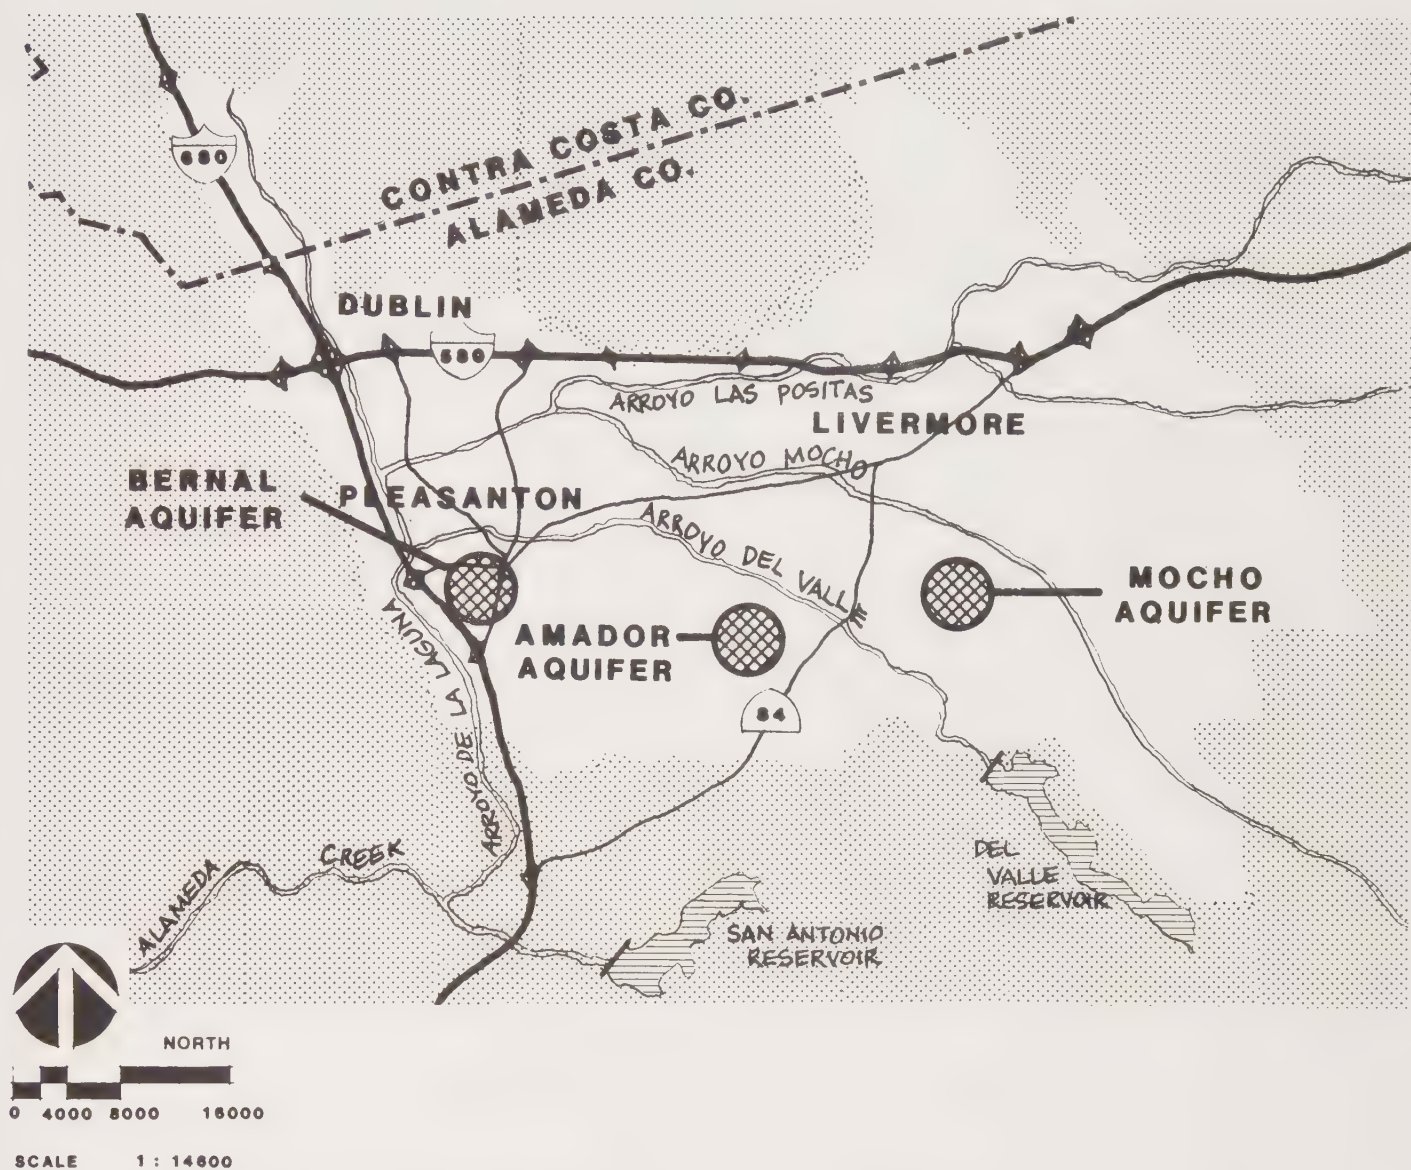 680
CONTRA COSTA CO.
ALAMEDA CO.
DUBLIN
580
ARROYO LAS POSITAS
LIVERMORE
ARROYO MOCHO
BERNAL
AQUIFER
PLEASANTON
ARROYO DEL VALLE
MOCHO
AQUIFER
AMADOR
AQUIFER
ARROYO DE LA LAGUNA
84
DEL
VALLE
RESERVOIR
ALAMEDA CREEK
SAN ANTONIO
RESERVOIR
NORTH
0 4000 8000 16000
SCALE 1 : 14600